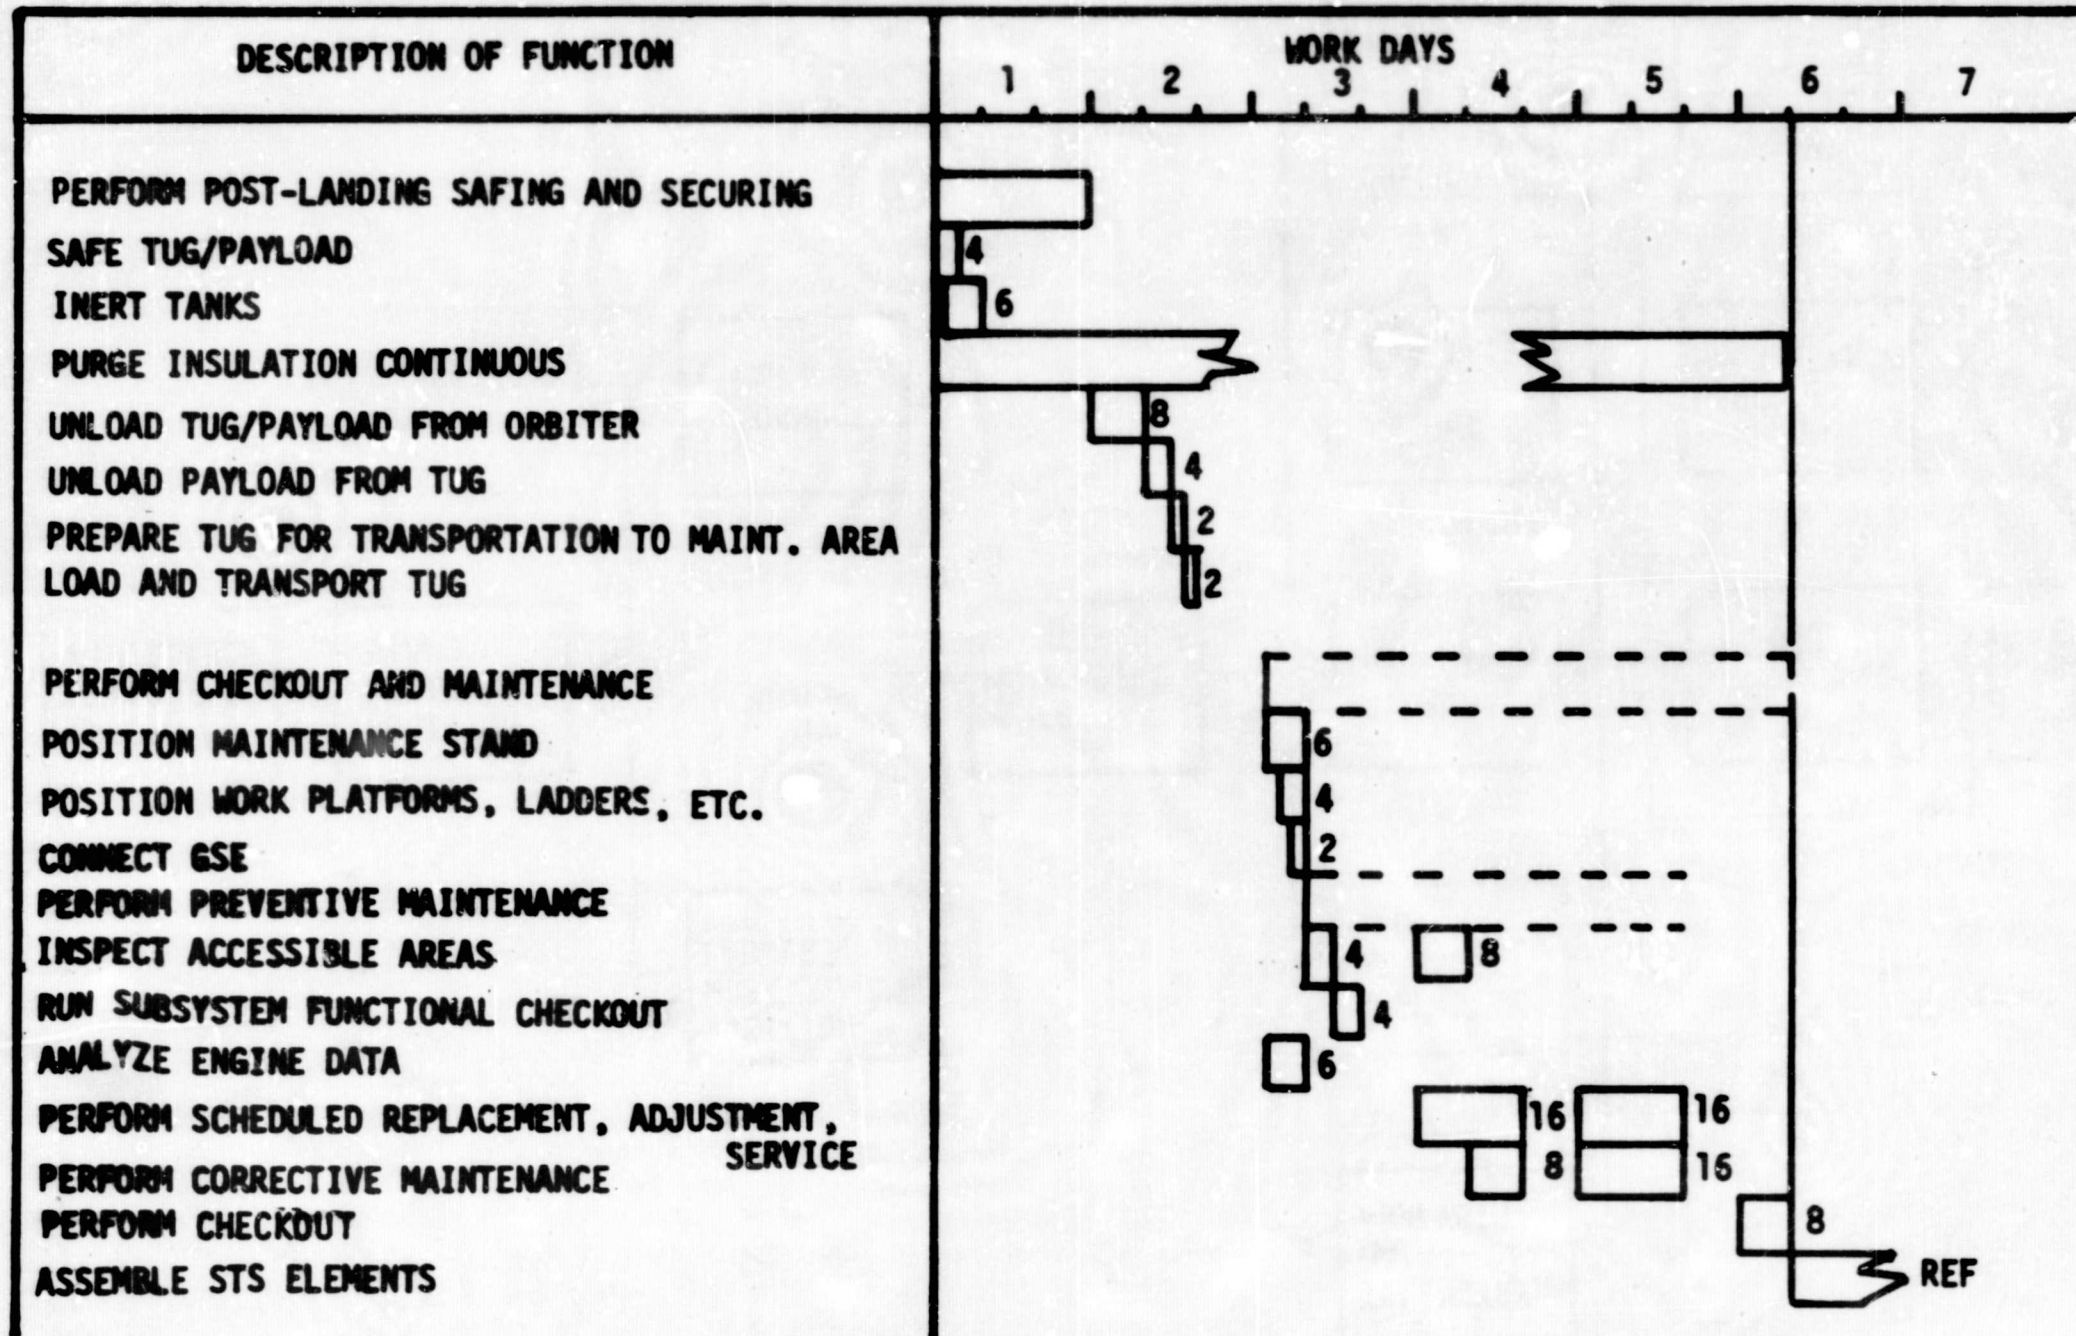 DESCRIPTION OF FUNCTION
WORK DAYS
1 2 3 4 5 6 7
PERFORM POST-LANDING SAFING AND SECURING
SAFE TUG/PAYLOAD 4
INERT TANKS 6
PURGE INSULATION CONTINUOUS
UNLOAD TUG/PAYLOAD FROM ORBITER 8
UNLOAD PAYLOAD FROM TUG 4
PREPARE TUG FOR TRANSPORTATION TO MAINT. AREA 2
LOAD AND TRANSPORT TUG 2
PERFORM CHECKOUT AND MAINTENANCE
POSITION MAINTENANCE STAND 6
POSITION WORK PLATFORMS, LADDERS, ETC. 4
CONNECT GSE 2
PERFORM PREVENTIVE MAINTENANCE
INSPECT ACCESSIBLE AREAS 4 8
RUN SUBSYSTEM FUNCTIONAL CHECKOUT 4
ANALYZE ENGINE DATA 6
PERFORM SCHEDULED REPLACEMENT, ADJUSTMENT, 16 16
SERVICE
PERFORM CORRECTIVE MAINTENANCE 8 16
PERFORM CHECKOUT 8
ASSEMBLE STS ELEMENTS REF